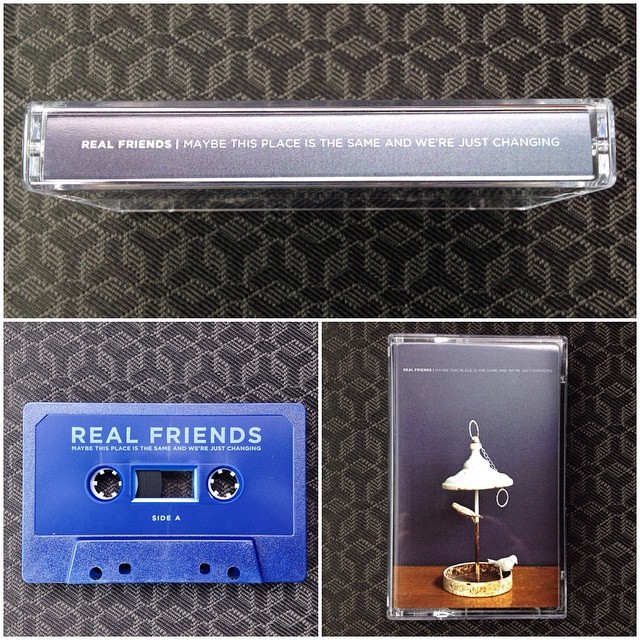 REAL FRIENDS | MAYBE THIS PLACE IS THE SAME AND WE'RE JUST CHANGING
REAL FRIENDS
MAYBE THIS PLACE IS THE SAME AND WE'RE JUST CHANGING
SIDE A
REAL FRIENDS | MAYBE THIS PLACE IS THE SAME AND WE'RE JUST CHANGING